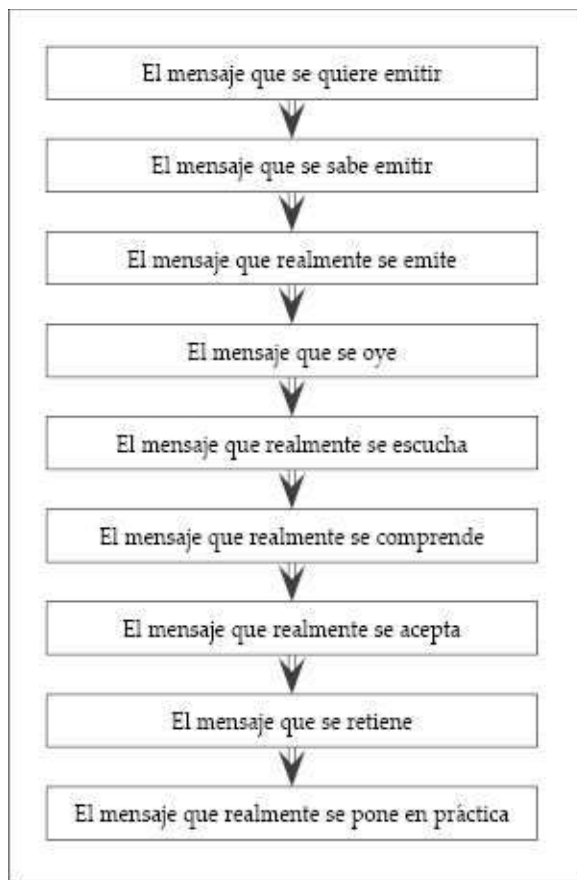 El mensaje que se quiere emitir
El mensaje que se sabe emitir
El mensaje que realmente se emite
El mensaje que se oye
El mensaje que realmente se escucha
El mensaje que realmente se comprende
El mensaje que realmente se acepta
El mensaje que se retiene
El mensaje que realmente se pone en práctica